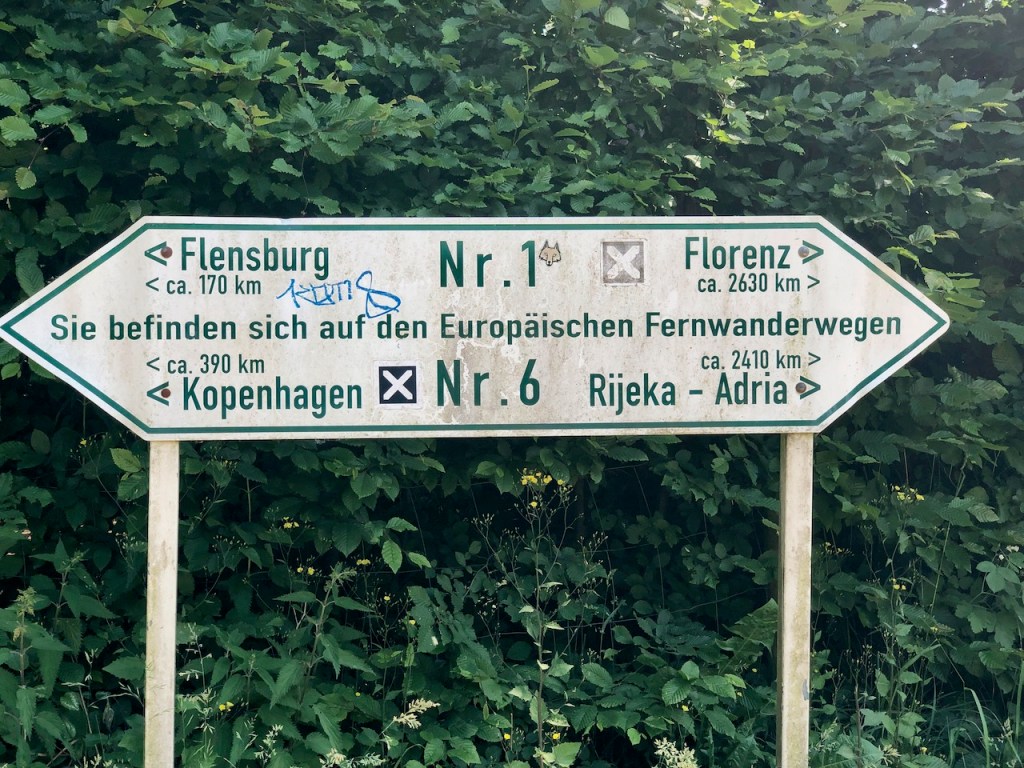 < Flensburg Nr. 1 Florenz >
< ca. 170 km ca. 2630 km >
Sie befinden sich auf den Europäischen Fernwanderwegen
< ca. 390 km ca. 2410 km >
< Kopenhagen Nr. 6 Rijeka - Adria >